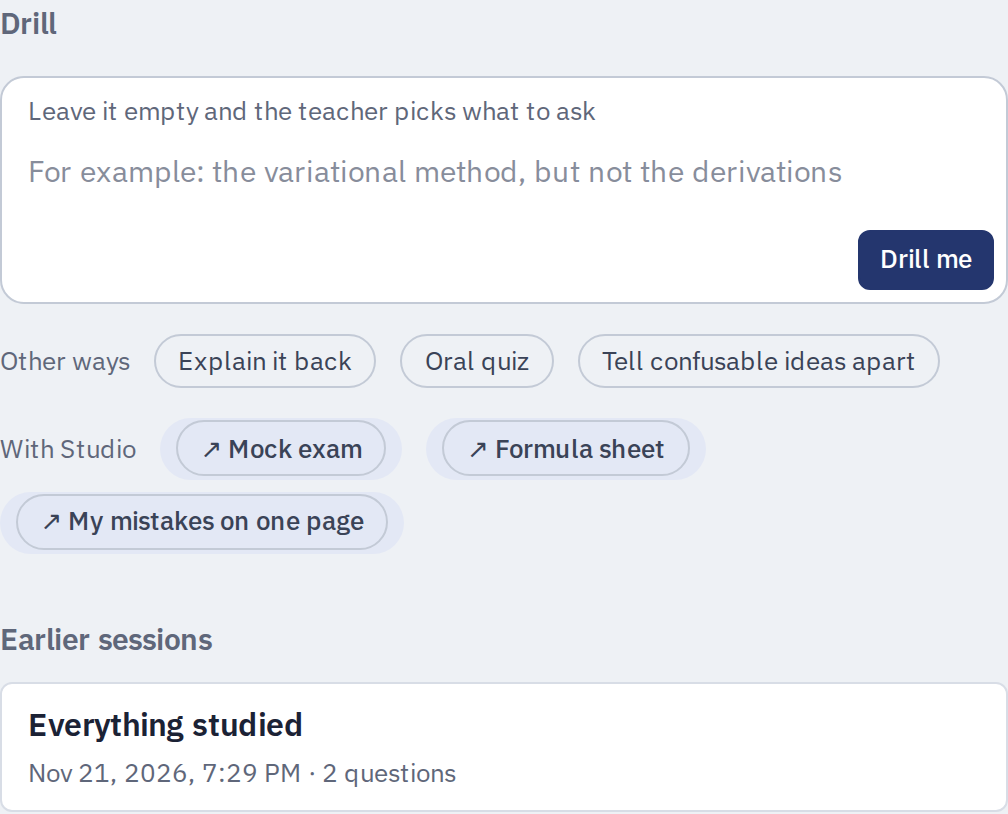 Drill
Leave it empty and the teacher picks what to ask
For example: the variational method, but not the derivations
Drill me
Other ways
Explain it back
Oral quiz
Tell confusable ideas apart
With Studio
↗ Mock exam
↗ Formula sheet
↗ My mistakes on one page
Earlier sessions
Everything studied
Nov 21, 2026, 7:29 PM · 2 questions